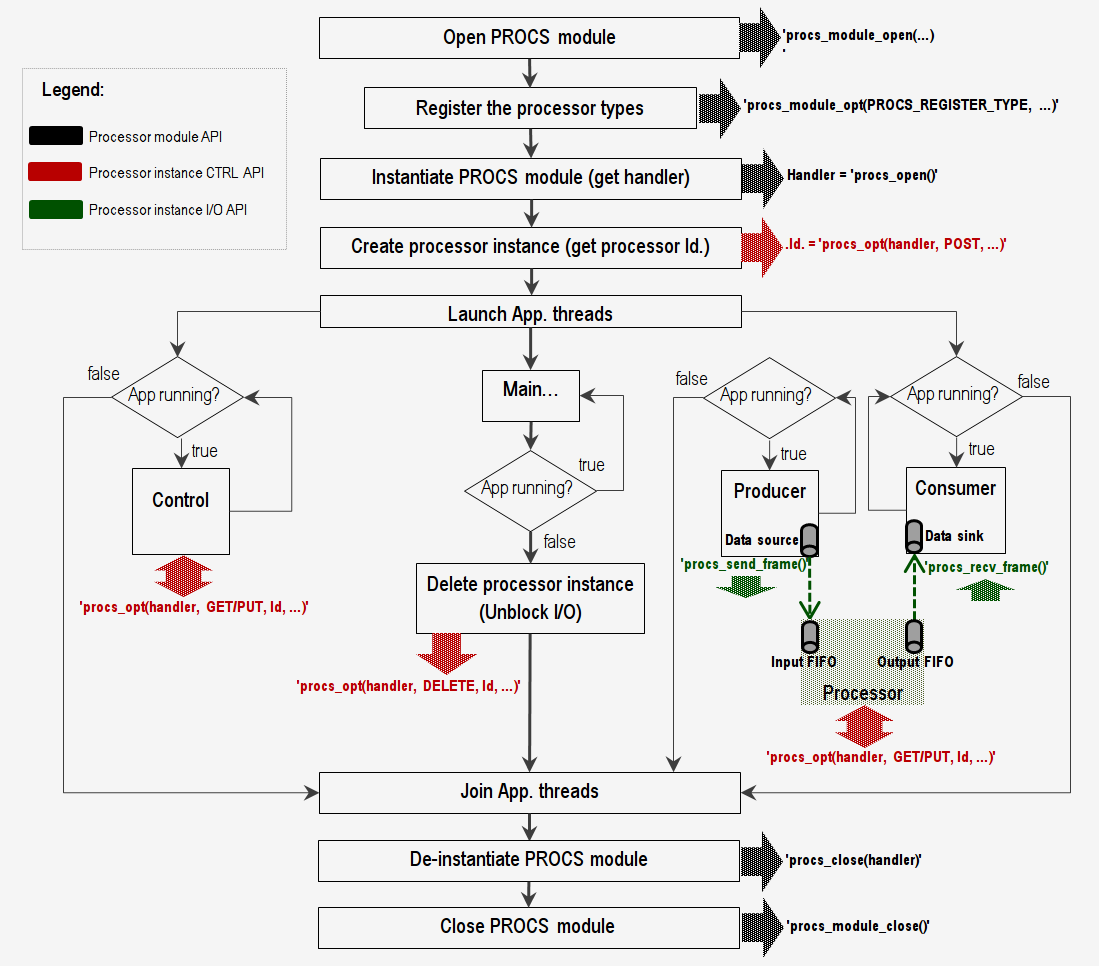 Open PROCS module
'procs_module_open(...)
'
Legend:
Processor module API
Processor instance CTRL API
Processor instance I/O API
Register the processor types
'procs_module_opt(PROCS_REGISTER_TYPE, ...)'
Instantiate PROCS module (get handler)
Handler = 'procs_open()'
Create processor instance (get processor Id.)
.Id. = 'procs_opt(handler, POST, ...)'
Launch App. threads
false
App running?
true
Control
'procs_opt(handler, GET/PUT, Id, ...)'
Main...
true
App running?
false
Delete processor instance
(Unblock I/O)
'procs_opt(handler, DELETE, Id, ...)'
false
App running?
true
Producer
Data source
'procs_send_frame()'
App running?
false
true
Consumer
Data sink
'procs_recv_frame()'
Input FIFO
Output FIFO
Processor
'procs_opt(handler, GET/PUT, Id, ...)'
Join App. threads
De-instantiate PROCS module
'procs_close(handler)'
Close PROCS module
'procs_module_close()'